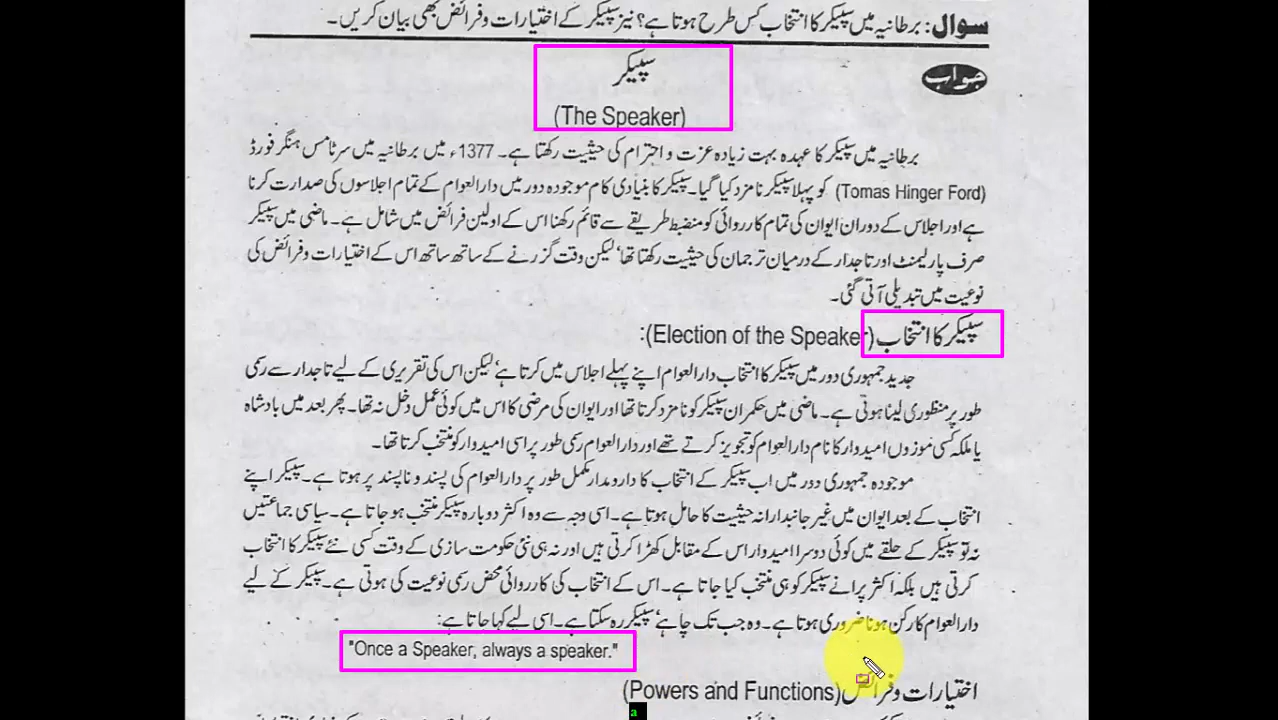 سوال: برطانیہ میں سپیکر کا انتخاب کس طرح ہوتا ہے؟ نیز سپیکر کے اختیارات و فرائض بھی بیان کریں۔
جواب
سپیکر
(The Speaker)
برطانیہ میں سپیکر کا عہدہ بہت زیادہ عزت و احترام کی حیثیت رکھتا ہے۔ 1377ء میں برطانیہ میں سر ٹامس ہنگر فورڈ
(Tomas Hinger Ford) کو پہلا سپیکر نامزد کیا گیا۔ سپیکر کا بنیادی کام موجودہ دور میں دارالعوام کے تمام اجلاسوں کی صدارت کرنا
ہے اور اجلاس کے دوران ایوان کی تمام کارروائی کو منضبط طریقے سے قائم رکھنا اس کے اولین فرائض میں شامل ہے۔ ماضی میں سپیکر
صرف پارلیمنٹ اور تاجدار کے درمیان ترجمان کی حیثیت رکھتا تھا‘ لیکن وقت گزرنے کے ساتھ ساتھ اس کے اختیارات و فرائض کی
نوعیت میں تبدیلی آتی گئی۔
سپیکر کا انتخاب (Election of the Speaker):
جدید جمہوری دور میں سپیکر کا انتخاب دارالعوام اپنے پہلے اجلاس میں کرتا ہے‘ لیکن اس کی تقرری کے لیے تاجدار سے رسمی
طور پر منظوری لینا ہوتی ہے۔ ماضی میں حکمران سپیکر کو نامزد کرتا تھا اور ایوان کی مرضی کا اس میں کوئی عمل دخل نہ تھا۔ پھر بعد میں بادشاہ
یا ملکہ کسی موزوں امیدوار کا نام دارالعوام کو تجویز کرتے تھے اور دارالعوام رسمی طور پر اسی امیدوار کو منتخب کرتا تھا۔
موجودہ جمہوری دور میں اب سپیکر کے انتخاب کا دارومدار مکمل طور پر دارالعوام کی پسند و ناپسند پر ہوتا ہے۔ سپیکر اپنے
انتخاب کے بعد ایوان میں غیر جانبدارانہ حیثیت کا حامل ہوتا ہے۔ اسی وجہ سے وہ اکثر دوبارہ سپیکر منتخب ہو جاتا ہے۔ سیاسی جماعتیں
نہ تو سپیکر کے حلقے میں کوئی دوسرا امیدوار اس کے مقابل کھڑا کرتی ہیں اور نہ ہی نئی حکومت سازی کے وقت کسی نئے سپیکر کا انتخاب
کرتی ہیں بلکہ اکثر پرانے سپیکر کو ہی منتخب کیا جاتا ہے۔ اس کے انتخاب کی کارروائی محض رسمی نوعیت کی ہوتی ہے۔ سپیکر کے لیے
دارالعوام کا رکن ہونا ضروری ہوتا ہے۔ وہ جب تک چاہے‘ سپیکر رہ سکتا ہے۔ اسی لیے کہا جاتا ہے:
"Once a Speaker, always a speaker."
اختیارات و فرائض (Powers and Functions)
a